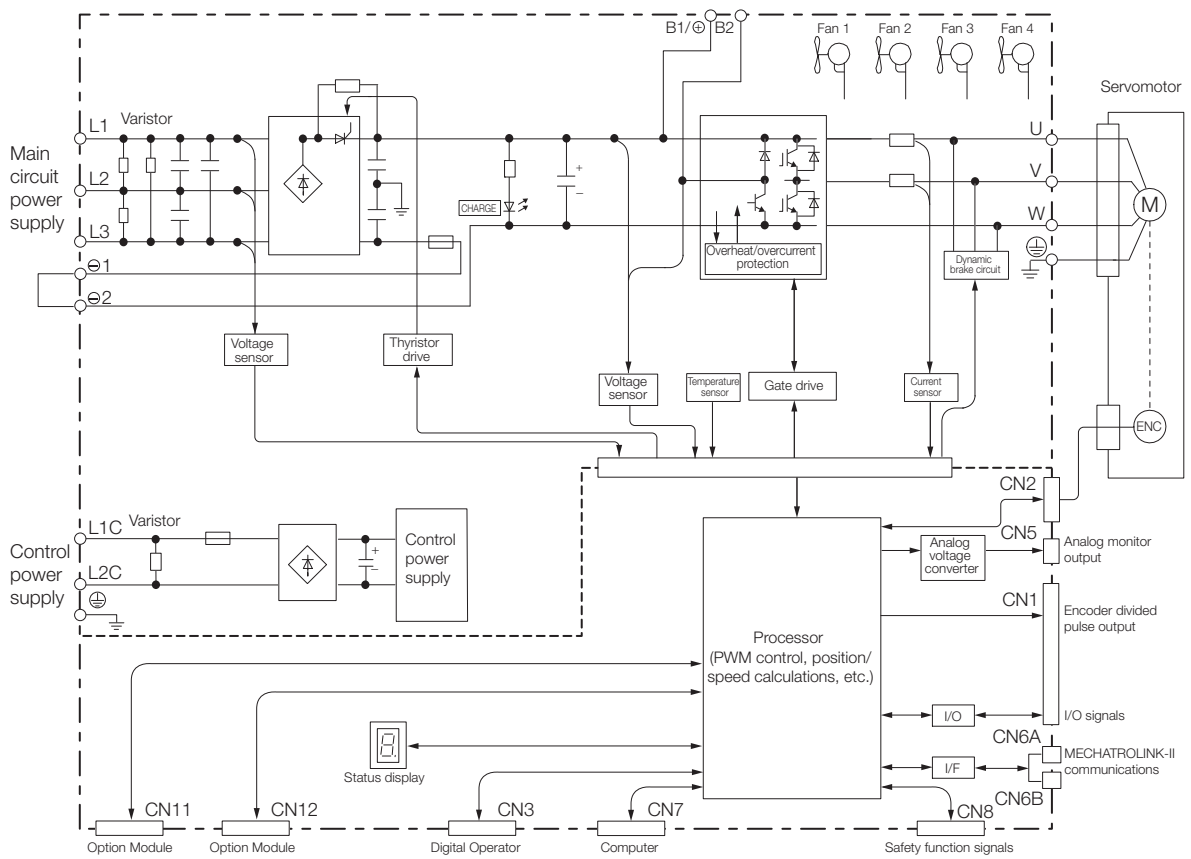 B1/⊕ B2
Fan 1 Fan 2 Fan 3 Fan 4
Servomotor
Main
circuit
power
supply
L1
Varistor
L2
L3
⊖1
⊖2
CHARGE
Overheat/overcurrent
protection
U
V
W
M
Dynamic
brake circuit
Voltage
sensor
Thyristor
drive
Voltage
sensor
Temperature
sensor
Gate drive
Current
sensor
ENC
Control
power
supply
L1C
Varistor
L2C
Control
power
supply
CN2
CN5
Analog
voltage
converter
Analog monitor
output
CN1
Encoder divided
pulse output
Processor
(PWM control, position/
speed calculations, etc.)
I/O
I/O signals
CN6A
I/F
MECHATROLINK-II
communications
CN6B
8.
Status display
CN11
Option Module
CN12
Option Module
CN3
Digital Operator
CN7
Computer
CN8
Safety function signals